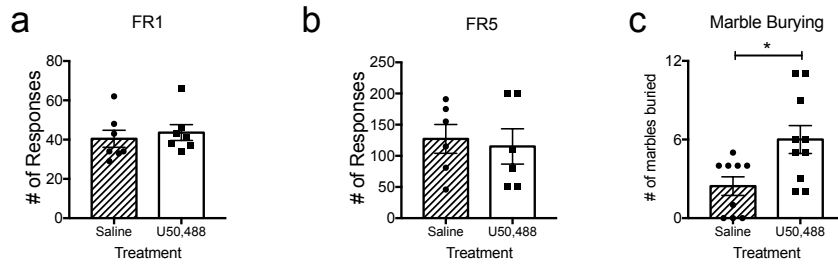 a
FR1
# of Responses
80
60
40
20
0
Saline U50,488
Treatment
b
FR5
# of Responses
250
200
150
100
50
0
Saline U50,488
Treatment
c
Marble Burying
*
# of marbles buried
12
6
0
Saline U50,488
Treatment